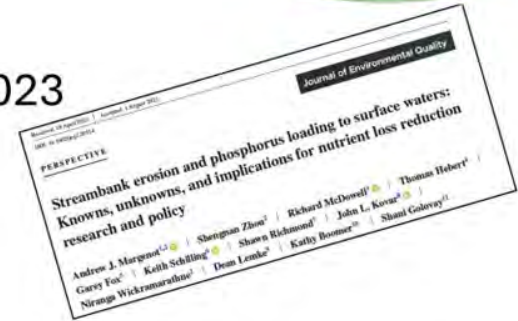 023
Journal of Environmental Quality
PERSPECTIVE
Streambank erosion and phosphorus loading to surface waters:
Knowns, unknowns, and implications for nutrient loss reduction
research and policy
Andrew J. Margenot | Shengnan Zhou | Richard McDowell | Thomas Hebert |
Garey Fox | Keith Schilling | Shawn Richmond | John L. Kovar |
Niranga Wickramarathne | Dean Lemke | Kathy Boomer | Shani Golovay